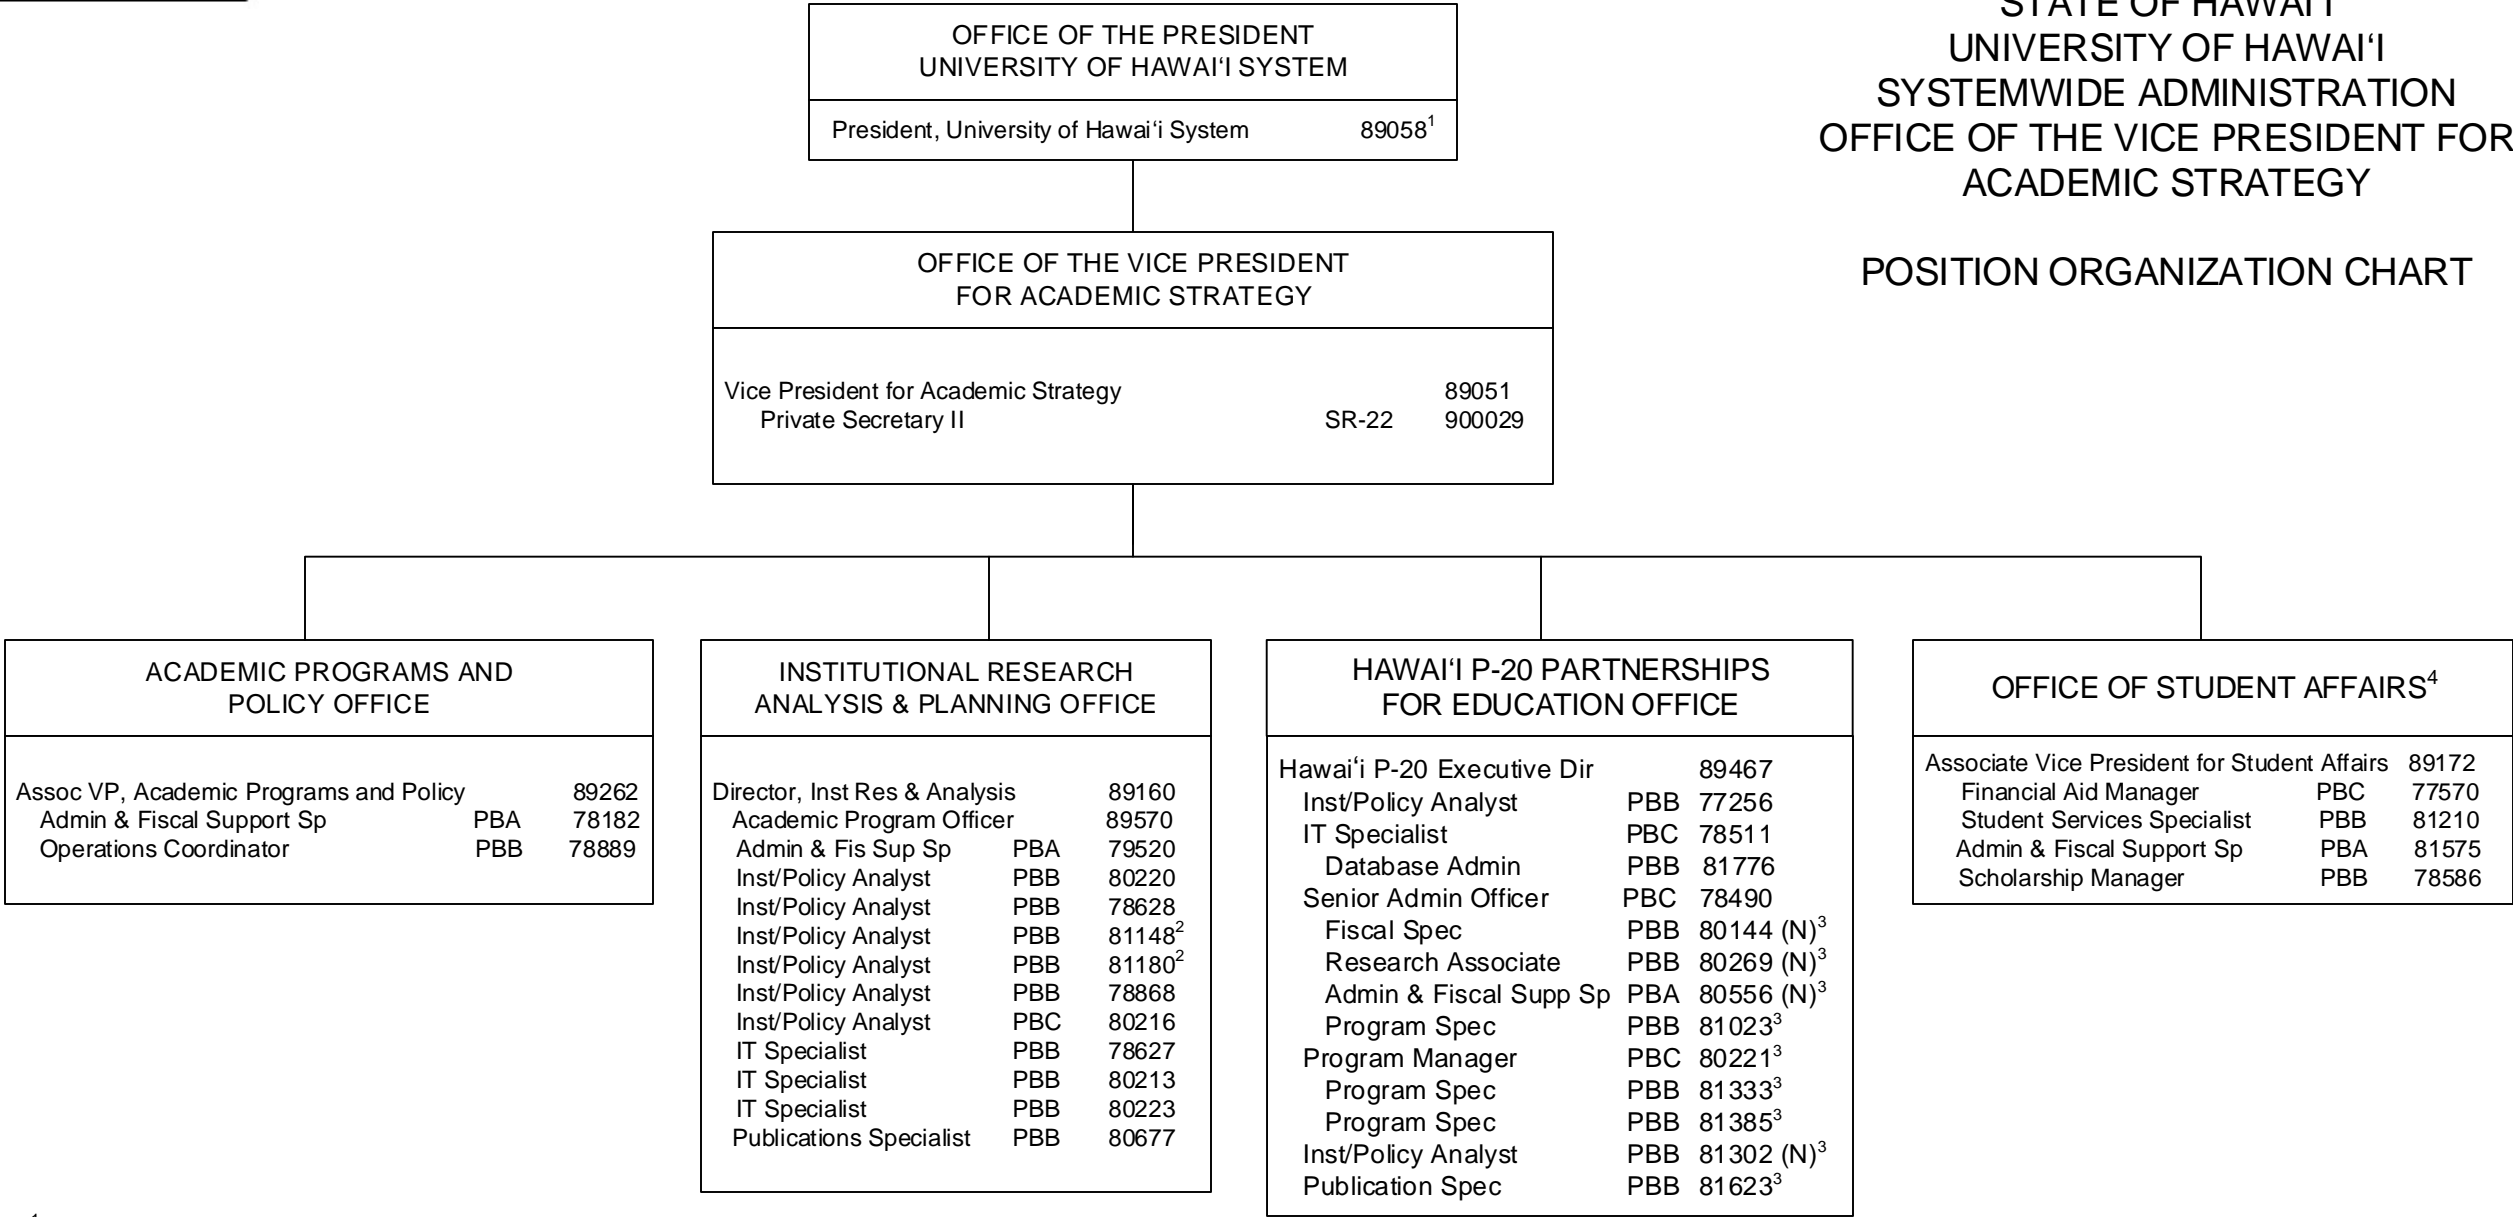 STATE OF HAWAI‘I
UNIVERSITY OF HAWAI‘I
SYSTEMWIDE ADMINISTRATION
OFFICE OF THE VICE PRESIDENT FOR
ACADEMIC STRATEGY
POSITION ORGANIZATION CHART
OFFICE OF THE PRESIDENT
UNIVERSITY OF HAWAI‘I SYSTEM
President, University of Hawai‘i System 89058¹
OFFICE OF THE VICE PRESIDENT
FOR ACADEMIC STRATEGY
Vice President for Academic Strategy 89051
Private Secretary II SR-22 900029
ACADEMIC PROGRAMS AND
POLICY OFFICE
Assoc VP, Academic Programs and Policy 89262
Admin & Fiscal Support Sp PBA 78182
Operations Coordinator PBB 78889
INSTITUTIONAL RESEARCH
ANALYSIS & PLANNING OFFICE
Director, Inst Res & Analysis 89160
Academic Program Officer 89570
Admin & Fis Sup Sp PBA 79520
Inst/Policy Analyst PBB 80220
Inst/Policy Analyst PBB 78628
Inst/Policy Analyst PBB 81148²
Inst/Policy Analyst PBB 81180²
Inst/Policy Analyst PBB 78868
Inst/Policy Analyst PBC 80216
IT Specialist PBB 78627
IT Specialist PBB 80213
IT Specialist PBB 80223
Publications Specialist PBB 80677
HAWAI‘I P-20 PARTNERSHIPS
FOR EDUCATION OFFICE
Hawai‘i P-20 Executive Dir 89467
Inst/Policy Analyst PBB 77256
IT Specialist PBC 78511
Database Admin PBB 81776
Senior Admin Officer PBC 78490
Fiscal Spec PBB 80144 (N)³
Research Associate PBB 80269 (N)³
Admin & Fiscal Supp Sp PBA 80556 (N)³
Program Spec PBB 81023³
Program Manager PBC 80221³
Program Spec PBB 81333³
Program Spec PBB 81385³
Inst/Policy Analyst PBB 81302 (N)³
Publication Spec PBB 81623³
OFFICE OF STUDENT AFFAIRS⁴
Associate Vice President for Student Affairs 89172
Financial Aid Manager PBC 77570
Student Services Specialist PBB 81210
Admin & Fiscal Support Sp PBA 81575
Scholarship Manager PBB 78586